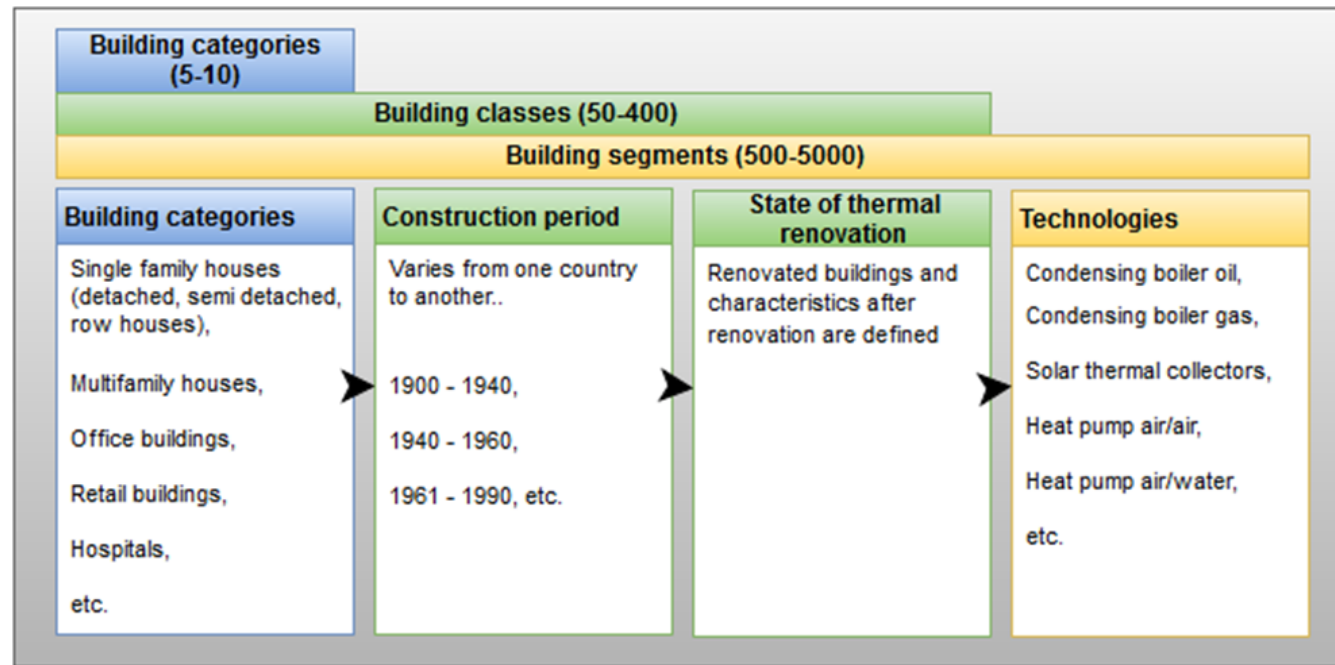 Building categories
(5-10)
Building classes (50-400)
Building segments (500-5000)
Building categories
Single family houses
(detached, semi detached,
row houses),
Multifamily houses,
Office buildings,
Retail buildings,
Hospitals,
etc.
Construction period
Varies from one country
to another..
1900 - 1940,
1940 - 1960,
1961 - 1990, etc.
State of thermal
renovation
Renovated buildings and
characteristics after
renovation are defined
Technologies
Condensing boiler oil,
Condensing boiler gas,
Solar thermal collectors,
Heat pump air/air,
Heat pump air/water,
etc.